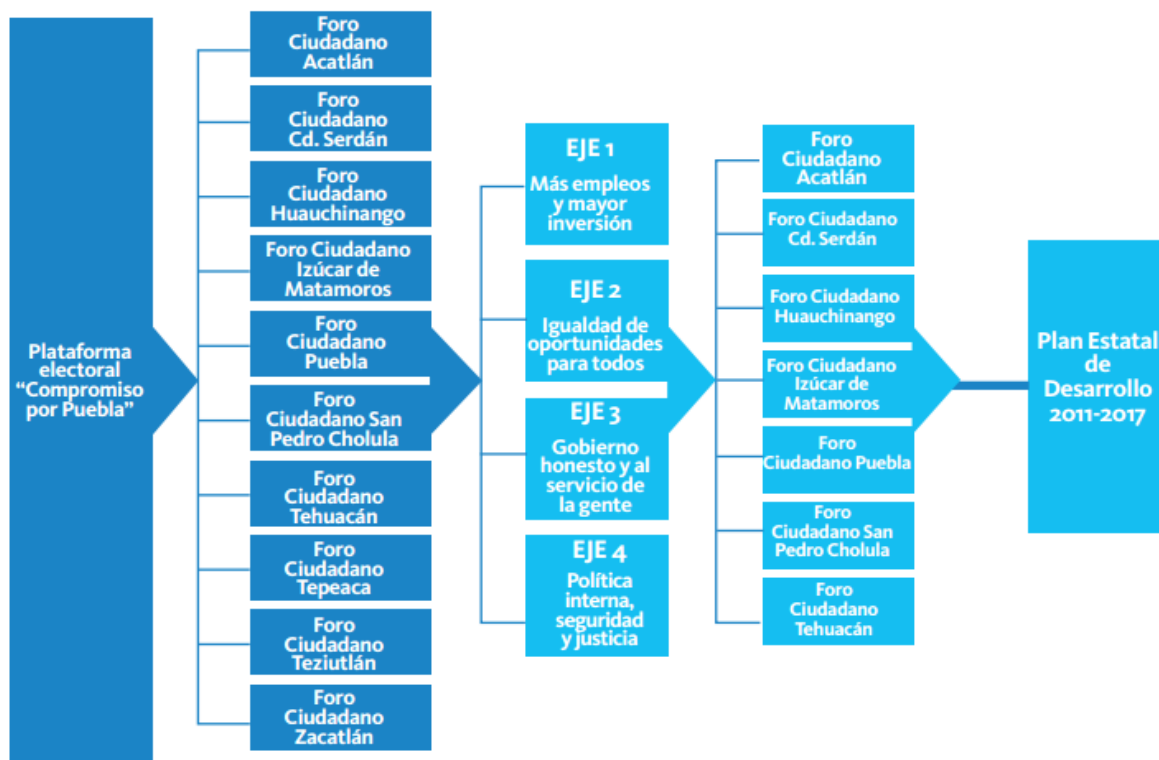 Plataforma
electoral
“Compromiso
por Puebla”
Foro
Ciudadano
Acatlán
Foro
Ciudadano
Cd. Serdán
Foro
Ciudadano
Huauchinango
Foro Ciudadano
Izúcar de
Matamoros
Foro
Ciudadano
Puebla
Foro
Ciudadano San
Pedro Cholula
Foro
Ciudadano
Tehuacán
Foro
Ciudadano
Tepeaca
Foro
Ciudadano
Teziutlán
Foro
Ciudadano
Zacatlán
EJE 1
Más empleos
y mayor
inversión
EJE 2
Igualdad de
oportunidades
para todos
EJE 3
Gobierno
honesto y al
servicio de
la gente
EJE 4
Política
interna,
seguridad
y justicia
Foro
Ciudadano
Acatlán
Foro Ciudadano
Cd. Serdán
Foro Ciudadano
Huauchinango
Foro Ciudadano
Izúcar de
Matamoros
Foro
Ciudadano Puebla
Foro
Ciudadano San
Pedro Cholula
Foro
Ciudadano
Tehuacán
Plan Estatal
de
Desarrollo
2011-2017